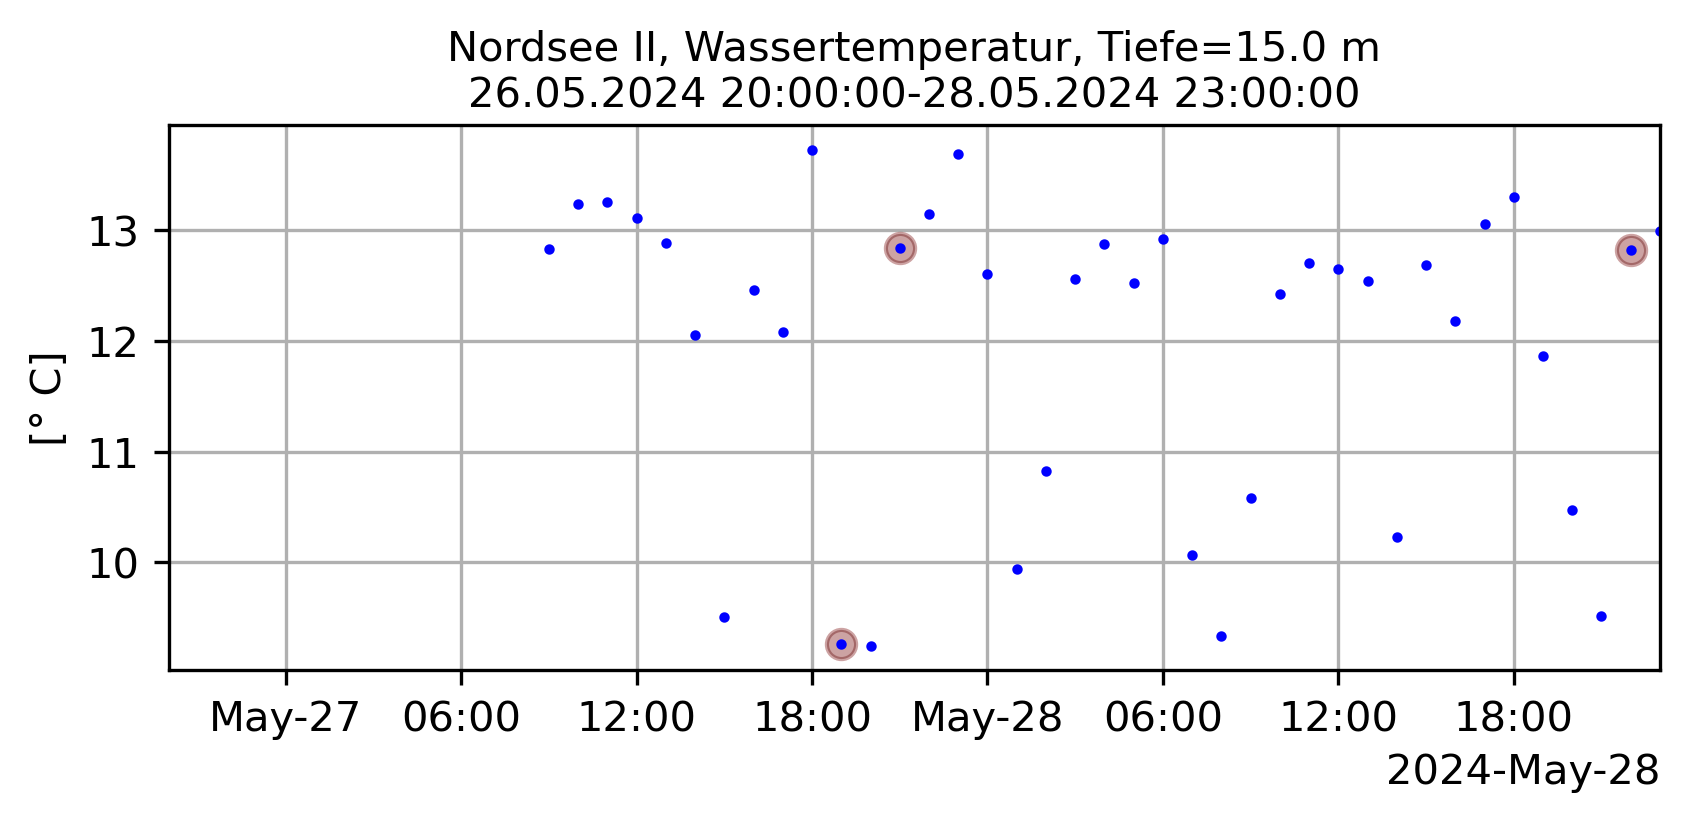 Nordsee II, Wassertemperatur, Tiefe=15.0 m
26.05.2024 20:00:00-28.05.2024 23:00:00
[° C]
13
12
11
10
May-27 06:00 12:00 18:00 May-28 06:00 12:00 18:00
2024-May-28